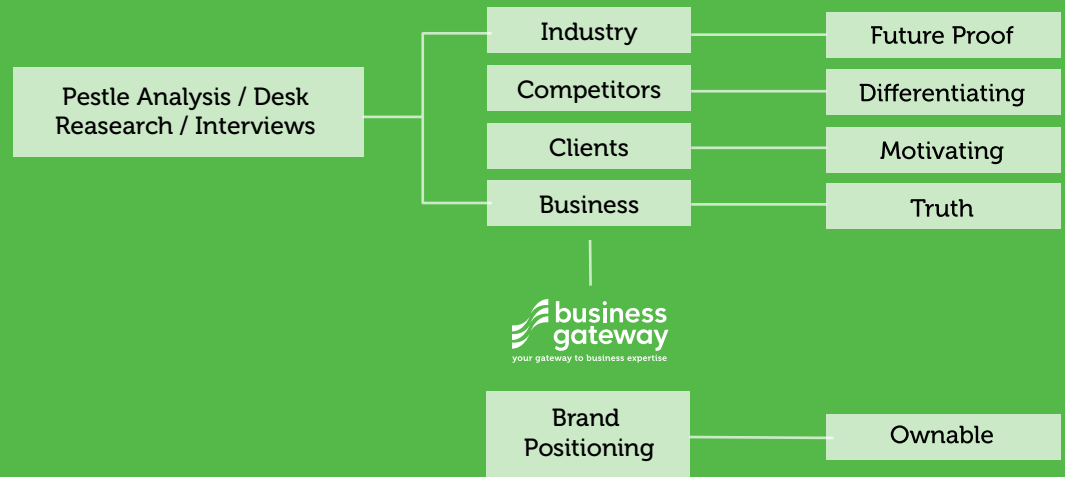 Pestle Analysis / Desk
Reasearch / Interviews
Industry
Future Proof
Competitors
Differentiating
Clients
Motivating
Business
Truth
business
gateway
your gateway to business expertise
Brand
Positioning
Ownable